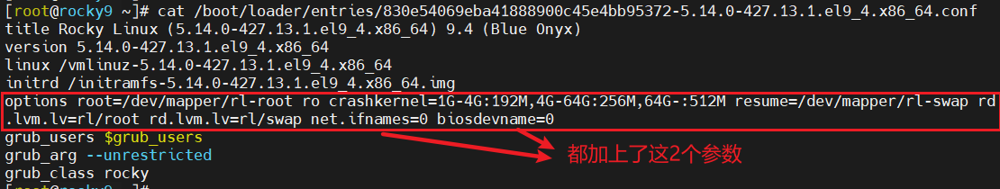 [root@rocky9 ~]# cat /boot/loader/entries/830e54069eba41888900c45e4bb95372-5.14.0-427.13.1.el9_4.x86_64.conf
title Rocky Linux (5.14.0-427.13.1.el9_4.x86_64) 9.4 (Blue Onyx)
version 5.14.0-427.13.1.el9_4.x86_64
linux /vmlinuz-5.14.0-427.13.1.el9_4.x86_64
initrd /initramfs-5.14.0-427.13.1.el9_4.x86_64.img
options root=/dev/mapper/rl-root ro crashkernel=1G-4G:192M,4G-64G:256M,64G-:512M resume=/dev/mapper/rl-swap rd
.lvm.lv=rl/root rd.lvm.lv=rl/swap net.ifnames=0 biosdevname=0
grub_users $grub_users
grub_arg --unrestricted
都加上了这2个参数
grub_class rocky
[root@rocky9 ~]#